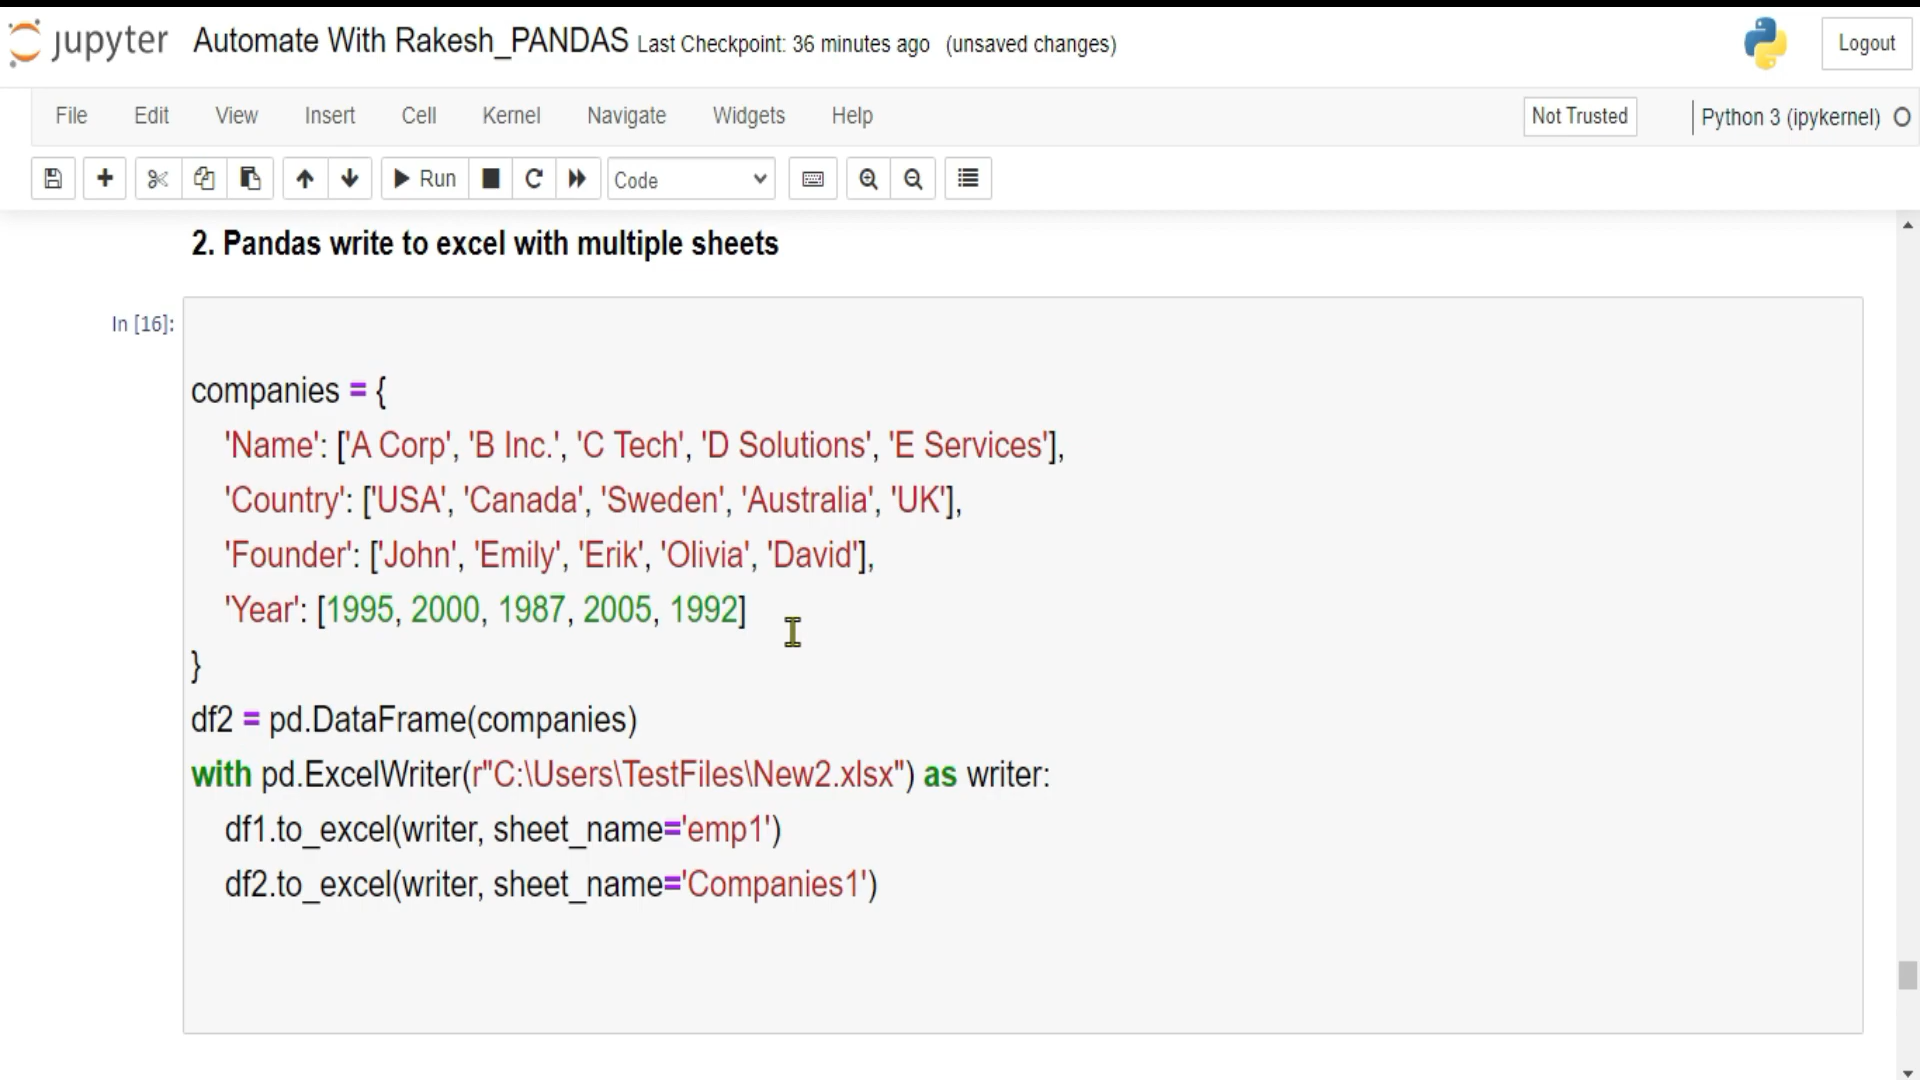 jupyter Automate With Rakesh_PANDAS Last Checkpoint: 36 minutes ago (unsaved changes) Logout
File Edit View Insert Cell Kernel Navigate Widgets Help Not Trusted Python 3 (ipykernel)
Run Code
2. Pandas write to excel with multiple sheets
In [16]:
companies = {
'Name': ['A Corp', 'B Inc.', 'C Tech', 'D Solutions', 'E Services'],
'Country': ['USA', 'Canada', 'Sweden', 'Australia', 'UK'],
'Founder': ['John', 'Emily', 'Erik', 'Olivia', 'David'],
'Year': [1995, 2000, 1987, 2005, 1992]
}
df2 = pd.DataFrame(companies)
with pd.ExcelWriter(r"C:\Users\TestFiles\New2.xlsx") as writer:
df1.to_excel(writer, sheet_name='emp1')
df2.to_excel(writer, sheet_name='Companies1')